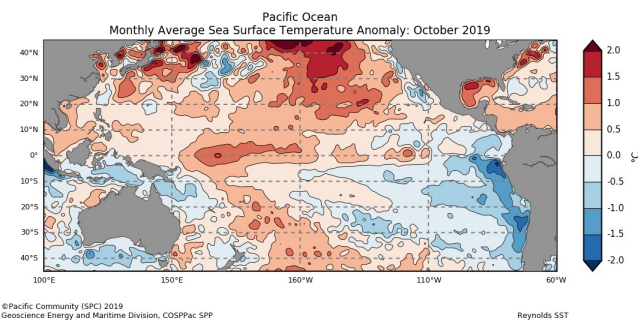 Pacific Ocean
Monthly Average Sea Surface Temperature Anomaly: October 2019
40°N
30°N
20°N
10°N
0°
10°S
20°S
30°S
40°S
100°E
150°E
160°W
110°W
60°W
2.0
1.5
1.0
0.5
0.0
-0.5
-1.0
-1.5
-2.0
°C
©Pacific Community (SPC) 2019
Geoscience Energy and Maritime Division, COSPPac SPP
Reynolds SST